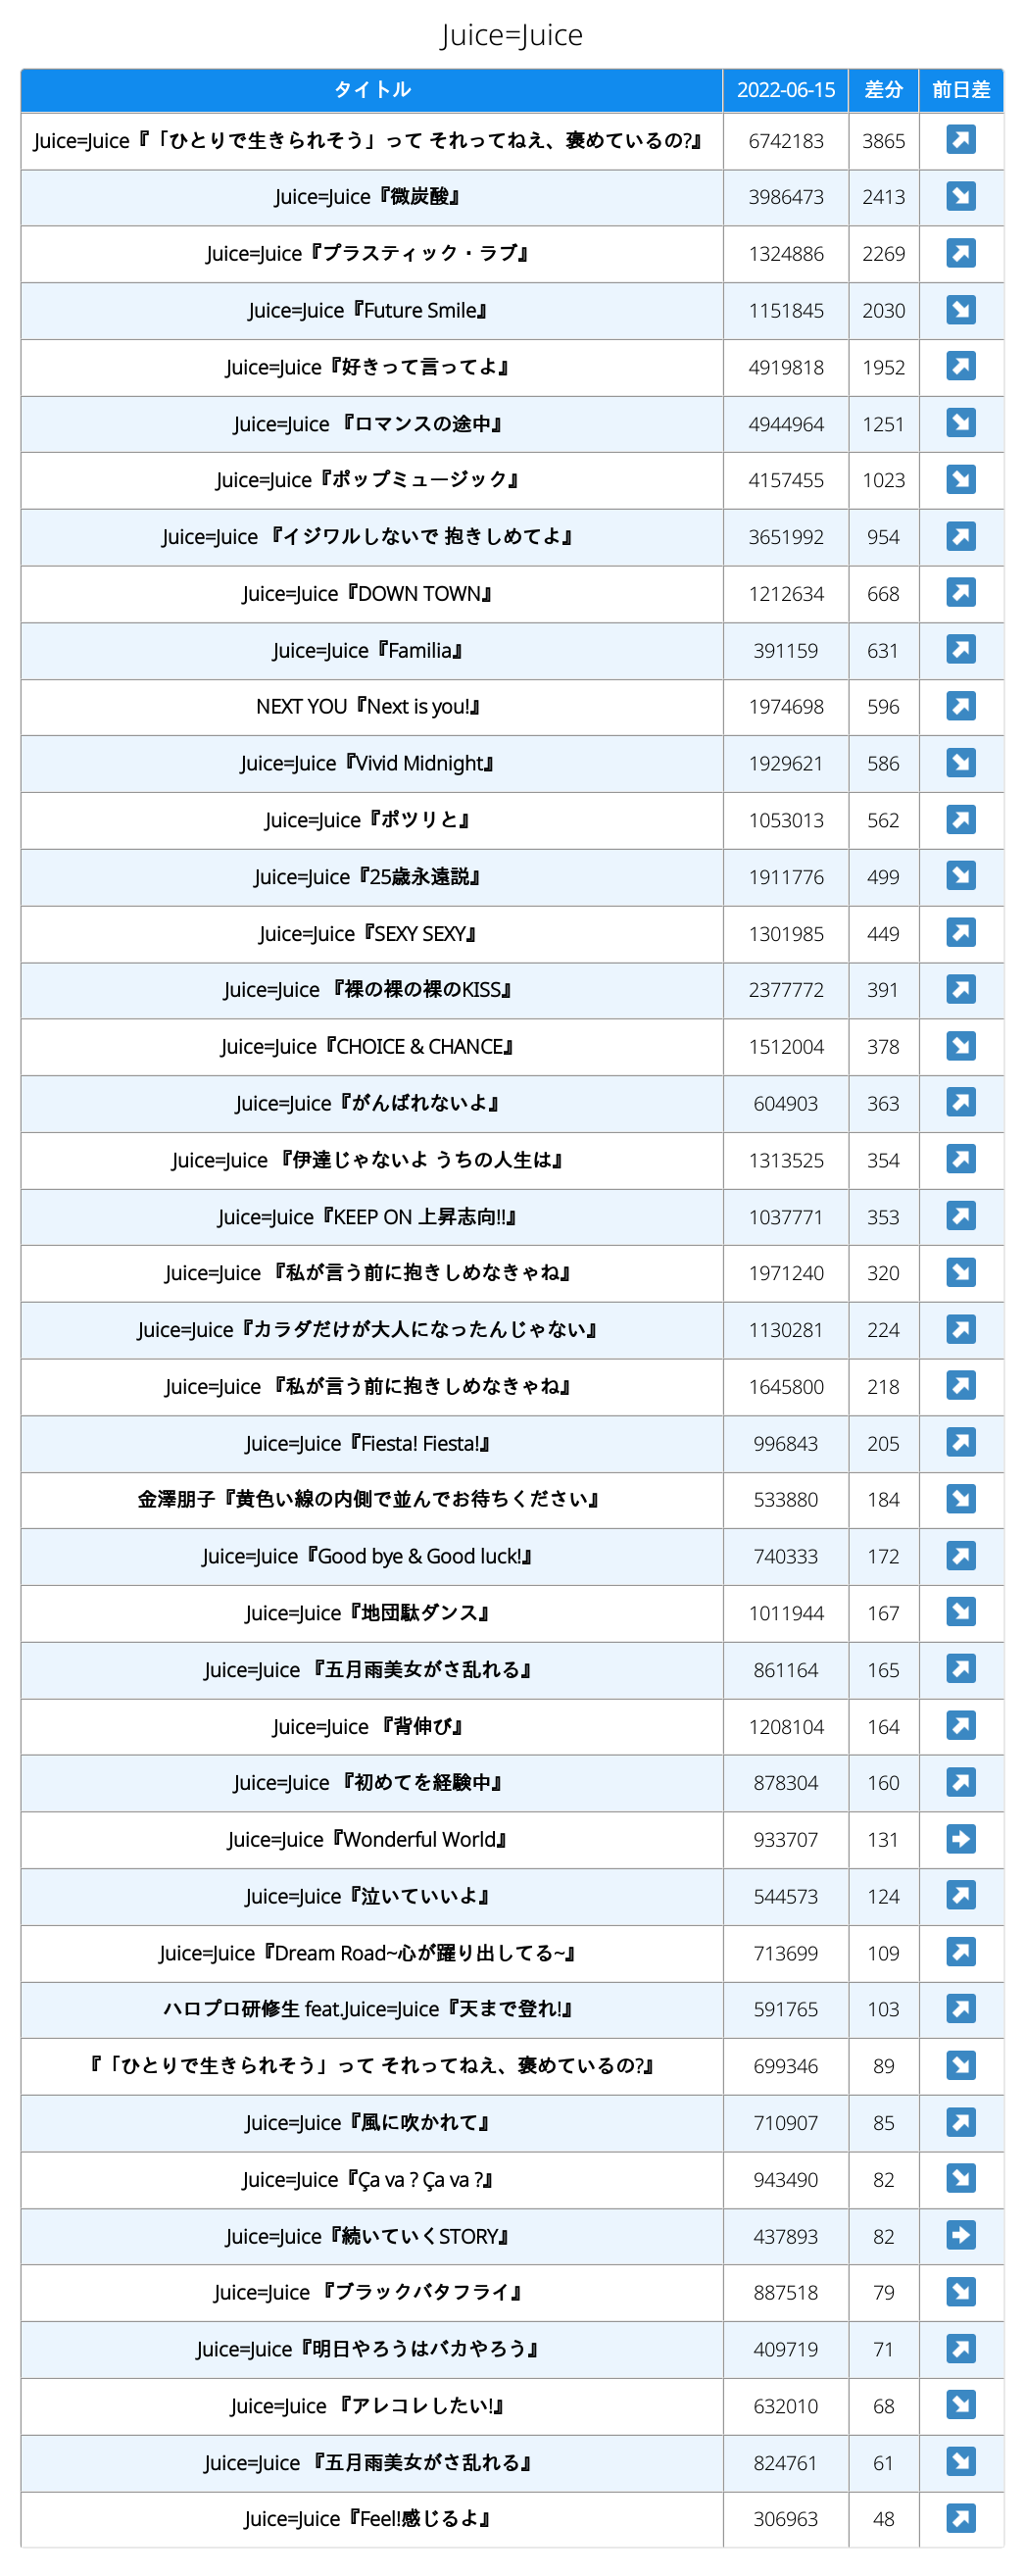 Juice=Juice
タイトル 2022-06-15 差分 前日差
Juice=Juice『「ひとりで生きられそう」って それってねえ、褒めているの?』 6742183 3865 ↗
Juice=Juice『微炭酸』 3986473 2413 ↘
Juice=Juice『プラスティック・ラブ』 1324886 2269 ↗
Juice=Juice『Future Smile』 1151845 2030 ↘
Juice=Juice『好きって言ってよ』 4919818 1952 ↗
Juice=Juice 『ロマンスの途中』 4944964 1251 ↘
Juice=Juice『ポップミュージック』 4157455 1023 ↘
Juice=Juice 『イジワルしないで 抱きしめてよ』 3651992 954 ↗
Juice=Juice『DOWN TOWN』 1212634 668 ↗
Juice=Juice『Familia』 391159 631 ↗
NEXT YOU『Next is you!』 1974698 596 ↗
Juice=Juice『Vivid Midnight』 1929621 586 ↘
Juice=Juice『ポツリと』 1053013 562 ↗
Juice=Juice『25歳永遠説』 1911776 499 ↘
Juice=Juice『SEXY SEXY』 1301985 449 ↗
Juice=Juice 『裸の裸の裸のKISS』 2377772 391 ↗
Juice=Juice『CHOICE & CHANCE』 1512004 378 ↘
Juice=Juice『がんばれないよ』 604903 363 ↗
Juice=Juice 『伊達じゃないよ うちの人生は』 1313525 354 ↗
Juice=Juice『KEEP ON 上昇志向!!』 1037771 353 ↗
Juice=Juice 『私が言う前に抱きしめなきゃね』 1971240 320 ↘
Juice=Juice『カラダだけが大人になったんじゃない』 1130281 224 ↗
Juice=Juice 『私が言う前に抱きしめなきゃね』 1645800 218 ↗
Juice=Juice『Fiesta! Fiesta!』 996843 205 ↗
金澤朋子『黄色い線の内側で並んでお待ちください』 533880 184 ↘
Juice=Juice『Good bye & Good luck!』 740333 172 ↗
Juice=Juice『地団駄ダンス』 1011944 167 ↘
Juice=Juice 『五月雨美女がさ乱れる』 861164 165 ↗
Juice=Juice 『背伸び』 1208104 164 ↗
Juice=Juice 『初めてを経験中』 878304 160 ↗
Juice=Juice『Wonderful World』 933707 131 ➡
Juice=Juice『泣いていいよ』 544573 124 ↗
Juice=Juice『Dream Road~心が躍り出してる~』 713699 109 ↗
ハロプロ研修生 feat.Juice=Juice『天まで登れ!』 591765 103 ↗
『「ひとりで生きられそう」って それってねえ、褒めているの?』 699346 89 ↘
Juice=Juice『風に吹かれて』 710907 85 ↗
Juice=Juice『Ça va ? Ça va ?』 943490 82 ↘
Juice=Juice『続いていくSTORY』 437893 82 ➡
Juice=Juice 『ブラックバタフライ』 887518 79 ↘
Juice=Juice『明日やろうはバカやろう』 409719 71 ↗
Juice=Juice 『アレコレしたい!』 632010 68 ↘
Juice=Juice 『五月雨美女がさ乱れる』 824761 61 ↘
Juice=Juice『Feel!感じるよ』 306963 48 ↗